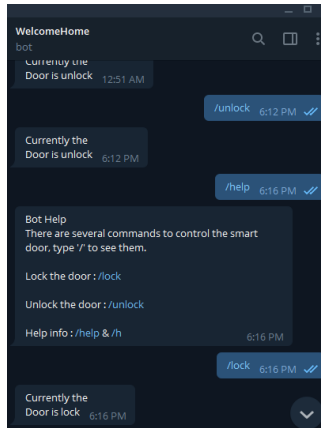 WelcomeHome
bot
Currently the
Door is unlock 12:51 AM
/unlock 6:12 PM
Currently the
Door is unlock 6:12 PM
/help 6:16 PM
Bot Help
There are several commands to control the smart
door, type '/' to see them.
Lock the door : /lock
Unlock the door : /unlock
Help info : /help & /h
6:16 PM
/lock 6:16 PM
Currently the
Door is lock 6:16 PM